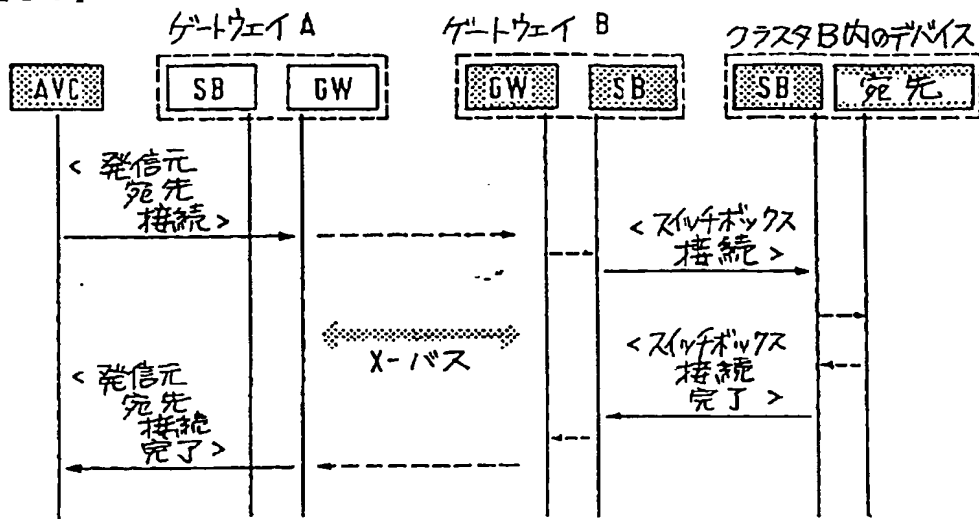 ゲートウェイ A
ゲートウェイ B
クラスタB内のデバイス
AVC
SB
GW
GW
SB
SB
宛先
< 発信元
宛先
接続 >
< スイッチボックス
接続 >
X-バス
< スイッチボックス
接続
完了 >
< 発信元
宛先
接続
完了 >